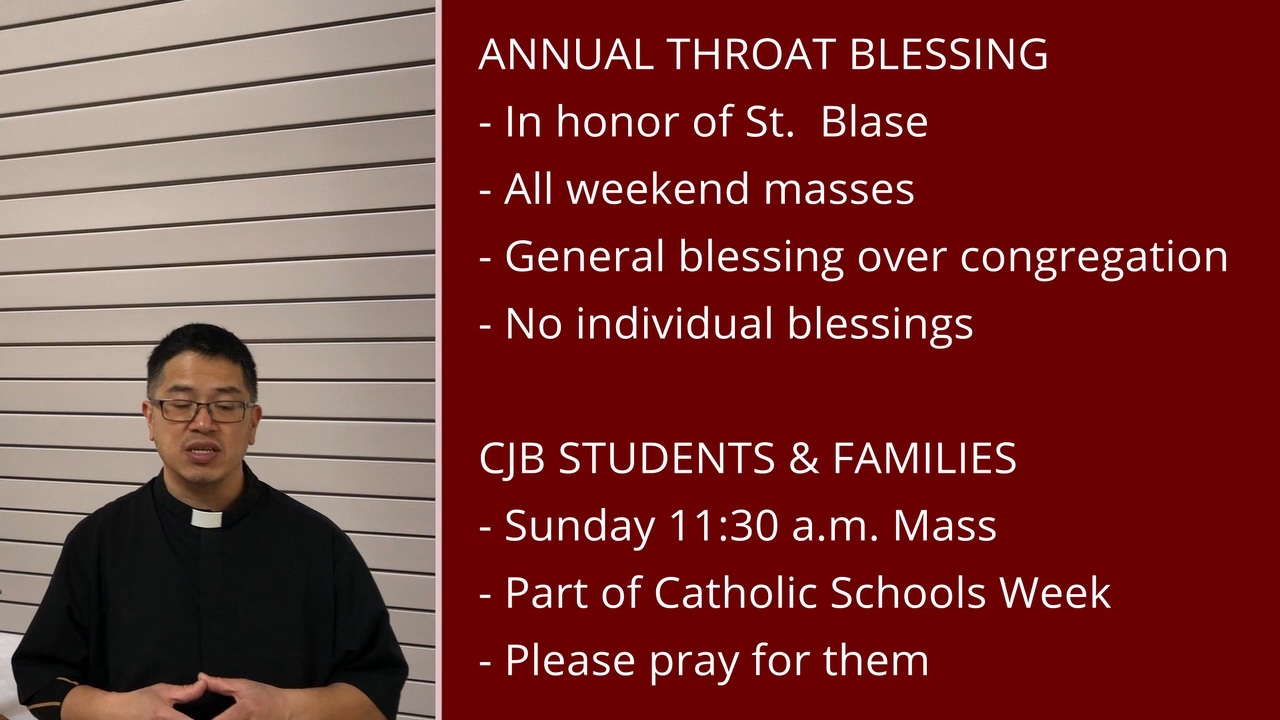 ANNUAL THROAT BLESSING
- In honor of St.  Blase
- All weekend masses
- General blessing over congregation
- No individual blessings
CJB STUDENTS & FAMILIES
- Sunday 11:30 a.m. Mass
- Part of Catholic Schools Week
- Please pray for them